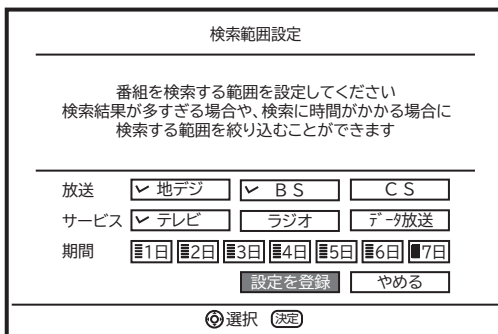 検索範囲設定
番組を検索する範囲を設定してください
検索結果が多すぎる場合や、検索に時間がかかる場合に
検索する範囲を絞り込むことができます
放送 地デジ BS CS
サービス テレビ ラジオ データ放送
期間 1日 2日 3日 4日 5日 6日 7日
設定を登録 やめる
選択 決定